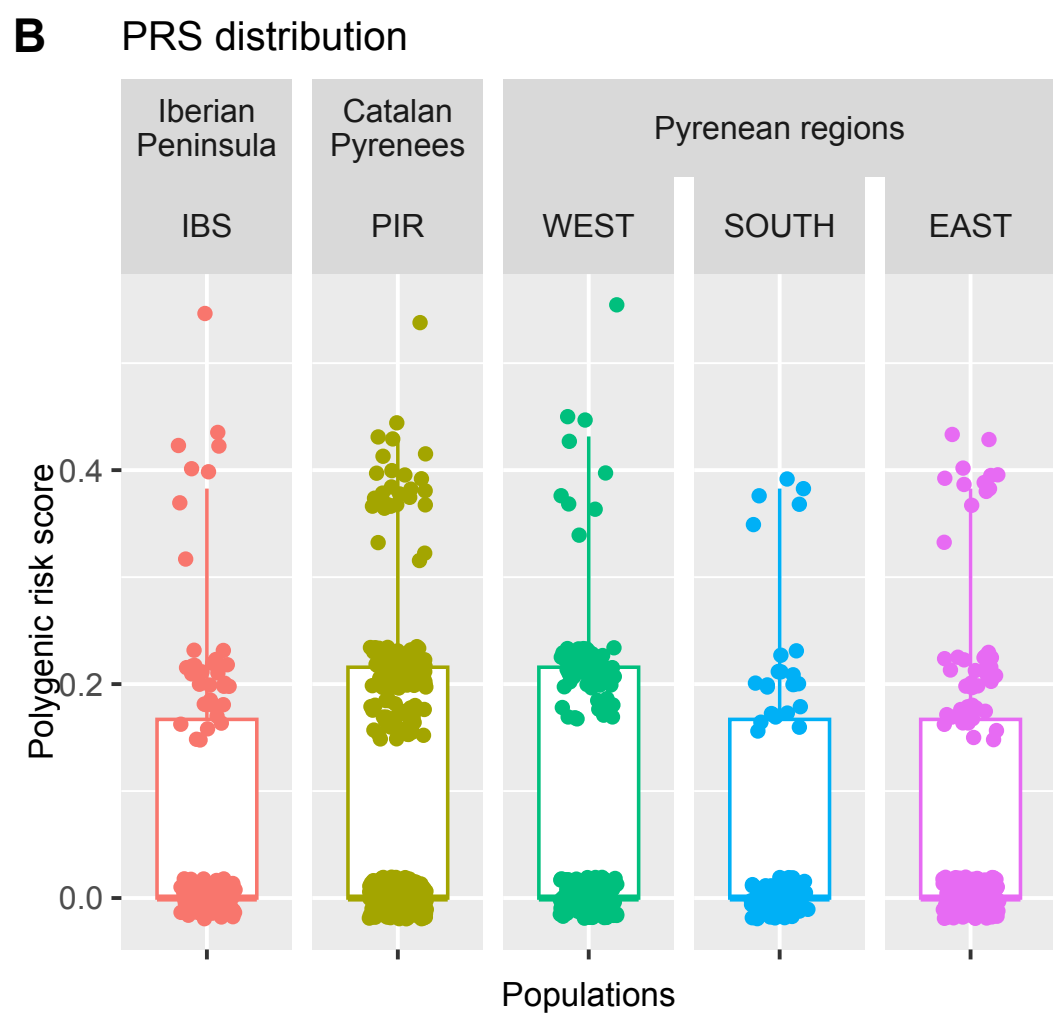 B PRS distribution
Iberian
Peninsula
Catalan
Pyrenees
Pyrenean regions
IBS
PIR
WEST
SOUTH
EAST
Polygenic risk score
0.4
0.2
0.0
Populations